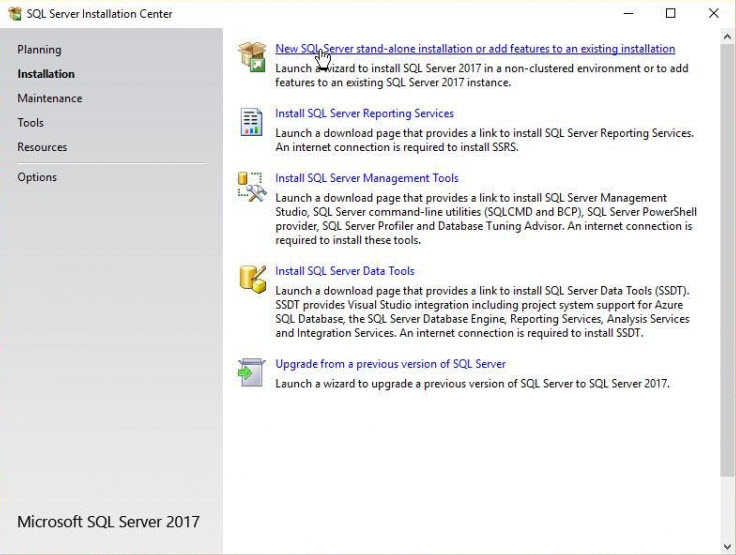 SQL Server Installation Center
Planning
Installation
Maintenance
Tools
Resources
Options
Microsoft SQL Server 2017
New SQL Server stand-alone installation or add features to an existing installation
Launch a wizard to install SQL Server 2017 in a non-clustered environment or to add
features to an existing SQL Server 2017 instance.
Install SQL Server Reporting Services
Launch a download page that provides a link to install SQL Server Reporting Services.
An internet connection is required to install SSRS.
Install SQL Server Management Tools
Launch a download page that provides a link to install SQL Server Management
Studio, SQL Server command-line utilities (SQLCMD and BCP), SQL Server PowerShell
provider, SQL Server Profiler and Database Tuning Advisor. An internet connection is
required to install these tools.
Install SQL Server Data Tools
Launch a download page that provides a link to install SQL Server Data Tools (SSDT).
SSDT provides Visual Studio integration including project system support for Azure
SQL Database, the SQL Server Database Engine, Reporting Services, Analysis Services
and Integration Services. An internet connection is required to install SSDT.
Upgrade from a previous version of SQL Server
Launch a wizard to upgrade a previous version of SQL Server to SQL Server 2017.